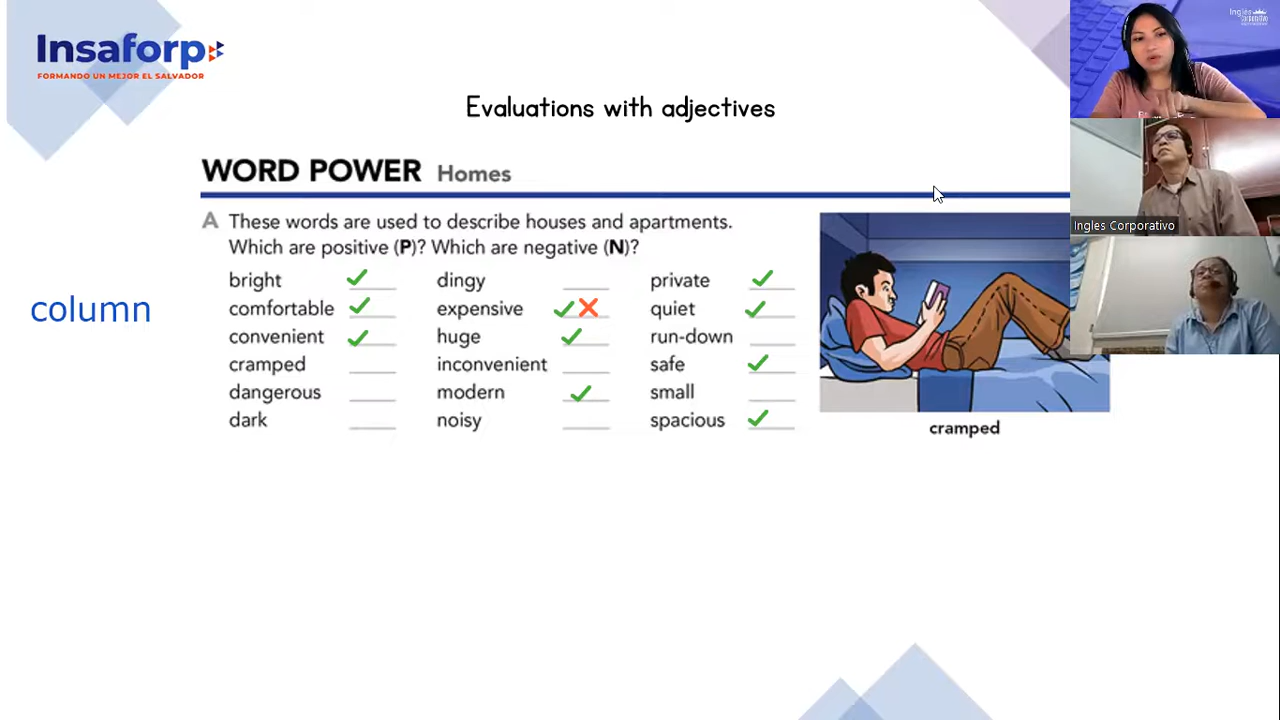 Insaforp
FORMANDO UN MEJOR EL SALVADOR
Evaluations with adjectives
WORD POWER Homes
A These words are used to describe houses and apartments.
Which are positive (P)? Which are negative (N)?
bright dingy private
comfortable expensive quiet
convenient huge run-down
cramped inconvenient safe
dangerous modern small
dark noisy spacious
column
cramped
Ingles Corporativo